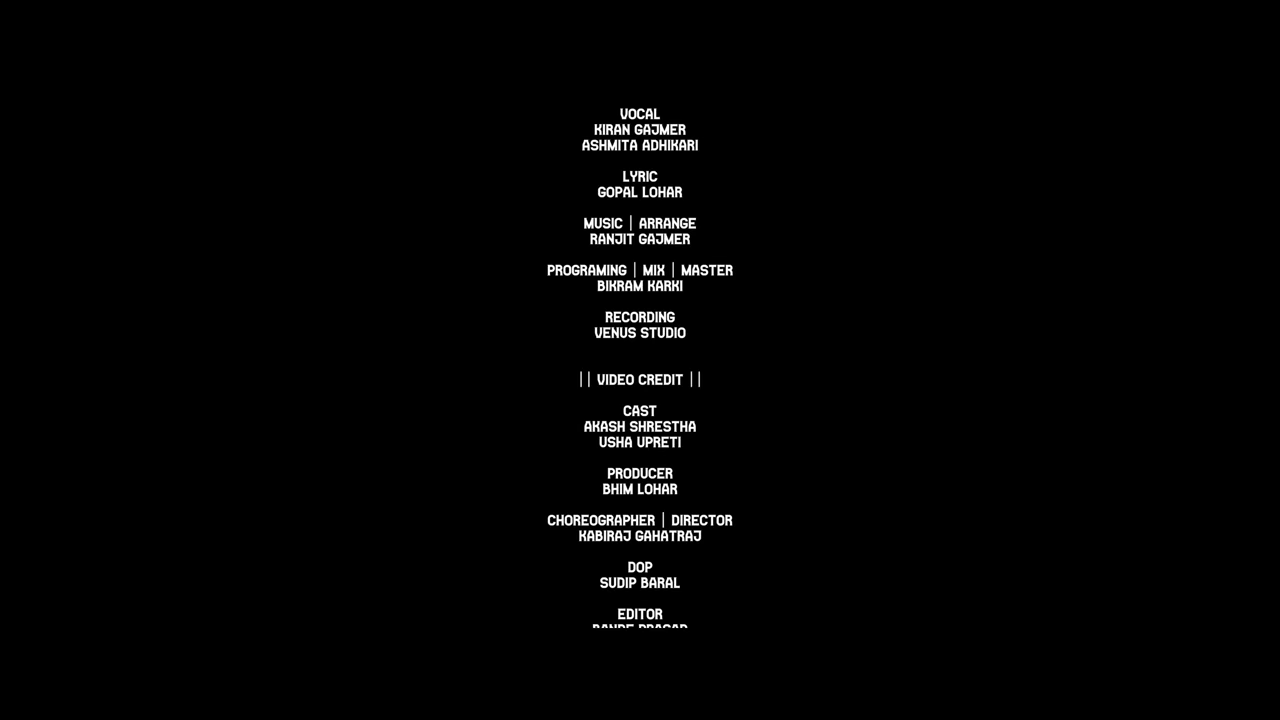 VOCAL
KIRAN GAJMER
ASHMITA ADHIKARI
LYRIC
GOPAL LOHAR
MUSIC | ARRANGE
RANJIT GAJMER
PROGRAMING | MIX | MASTER
BIKRAM KARKI
RECORDING
VENUS STUDIO
|| VIDEO CREDIT ||
CAST
AKASH SHRESTHA
USHA UPRETI
PRODUCER
BHIM LOHAR
CHOREOGRAPHER | DIRECTOR
KABIRAJ GAHATRAJ
DOP
SUDIP BARAL
EDITOR